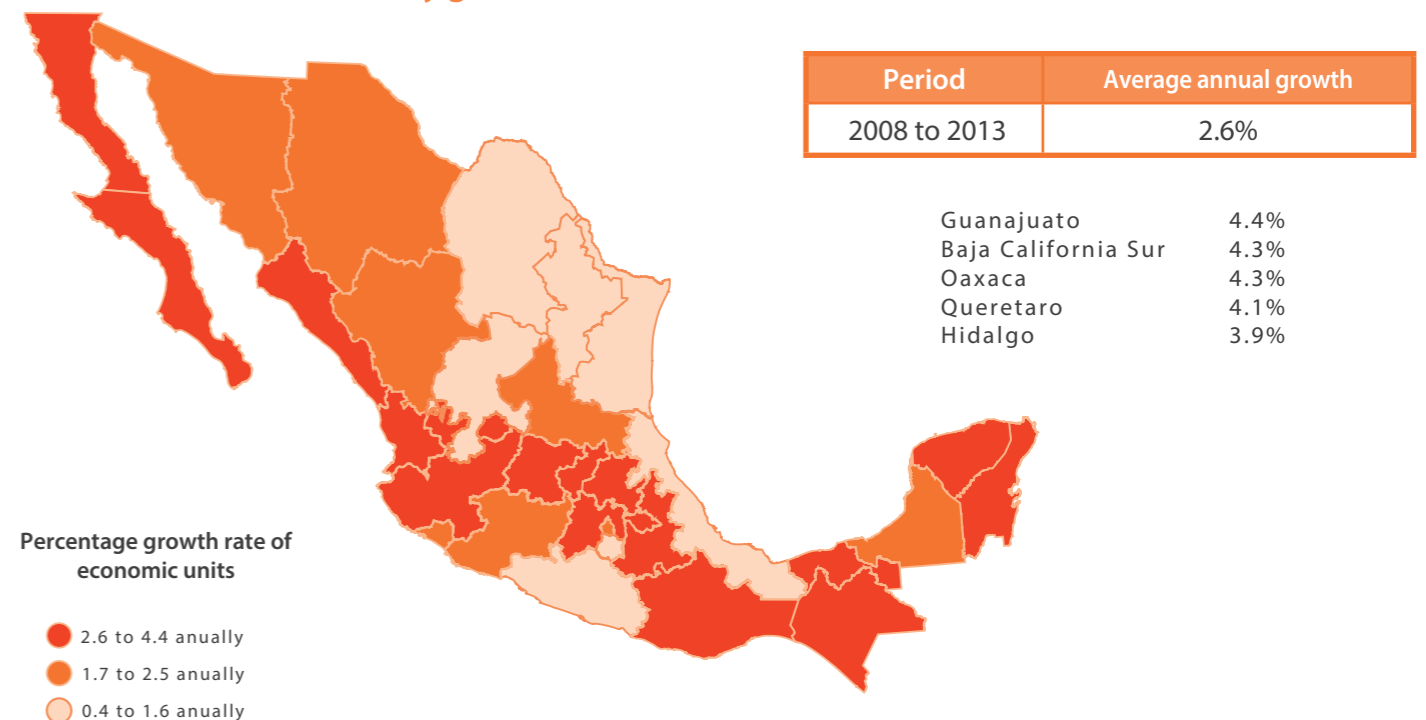 Period Average annual growth
2008 to 2013 2.6%
Guanajuato 4.4%
Baja California Sur 4.3%
Oaxaca 4.3%
Queretaro 4.1%
Hidalgo 3.9%
Percentage growth rate of
economic units
2.6 to 4.4 anually
1.7 to 2.5 anually
0.4 to 1.6 anually